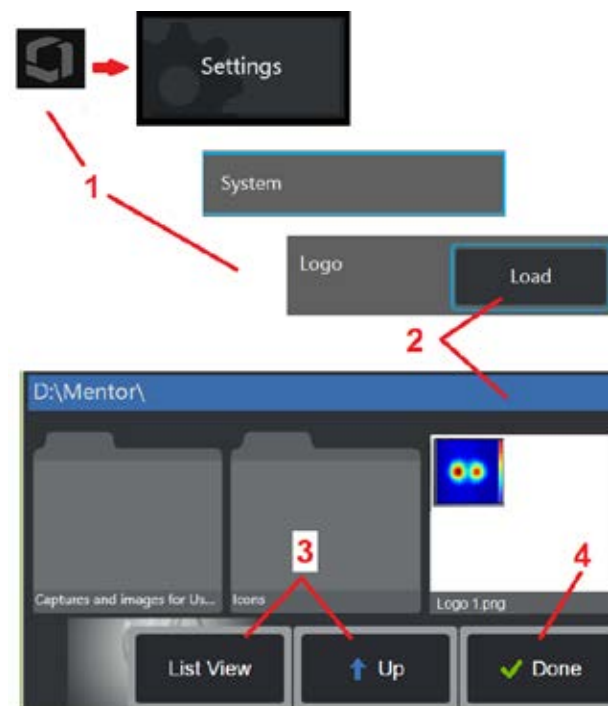 Settings
1
System
Logo
Load
2
D:\Mentor\
3
4
Captures and images for Us...
Icons
Logo 1.png
List View
Up
Done